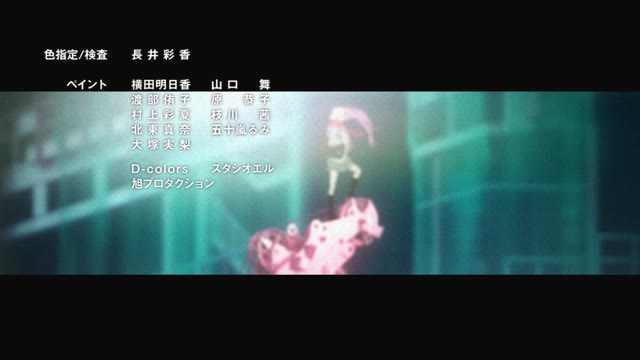 色指定/検査 長井彩香
ペイント 横田明日香 山口 舞
渡部侑子 原 恭子
村上彩夏 枝川 茜
北東真奈 五十嵐るみ
大塚実梨
D-colors スタジオエル
旭プロダクション